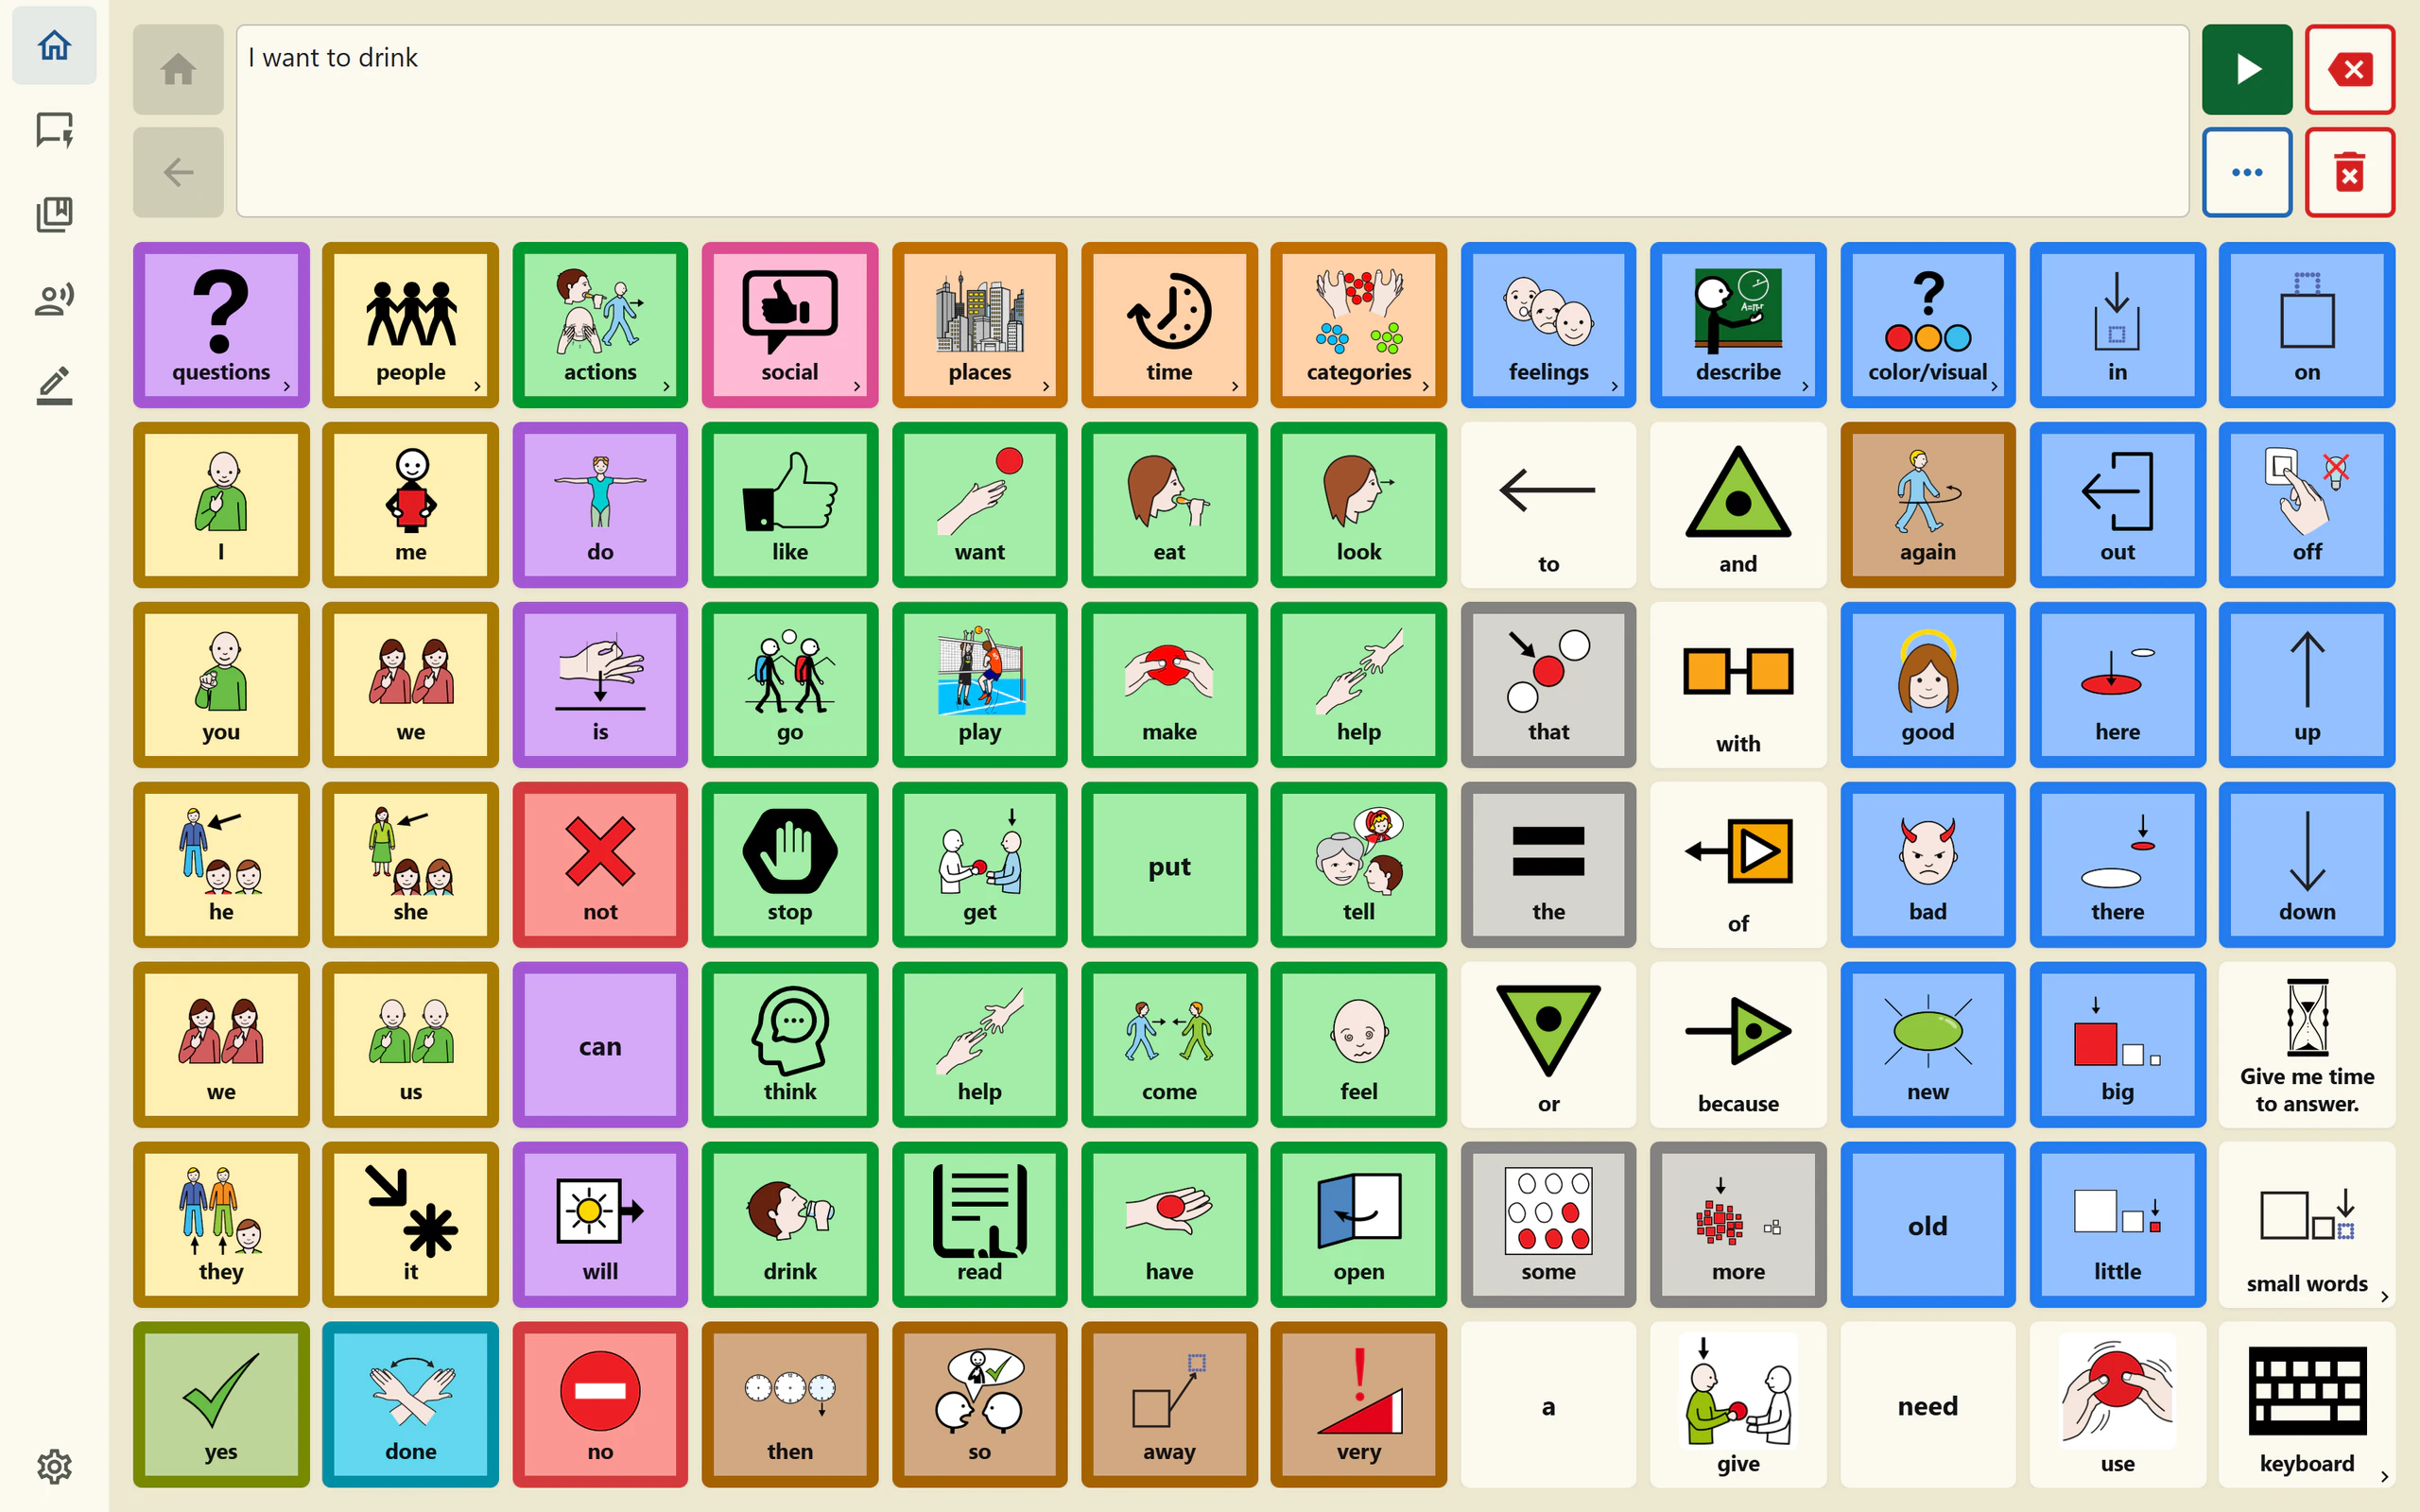 I want to drink
questions people actions social places time categories feelings describe color/visual in on
I me do like want eat look to and again out off
you we is go play make help that with good here up
he she not stop get put tell the of bad there down
we us can think help come feel or because new big Give me time
to answer.
they it will drink read have open some more old little small words
yes done no then so away very a give need use keyboard